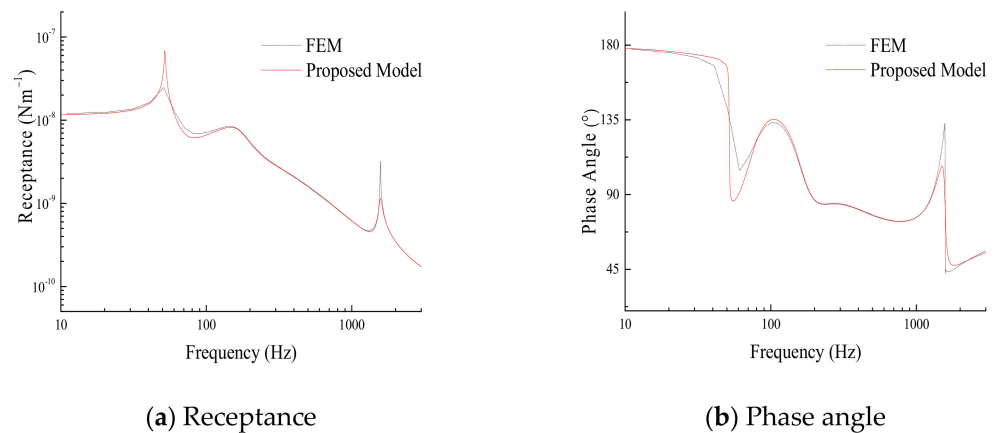 10⁻⁷
10⁻⁸
10⁻⁹
10⁻¹⁰
Receptance (Nm⁻¹)
FEM
Proposed Model
10
100
1000
Frequency (Hz)
(a) Receptance
180
135
90
45
Phase Angle (°)
FEM
Proposed Model
10
100
1000
Frequency (Hz)
(b) Phase angle